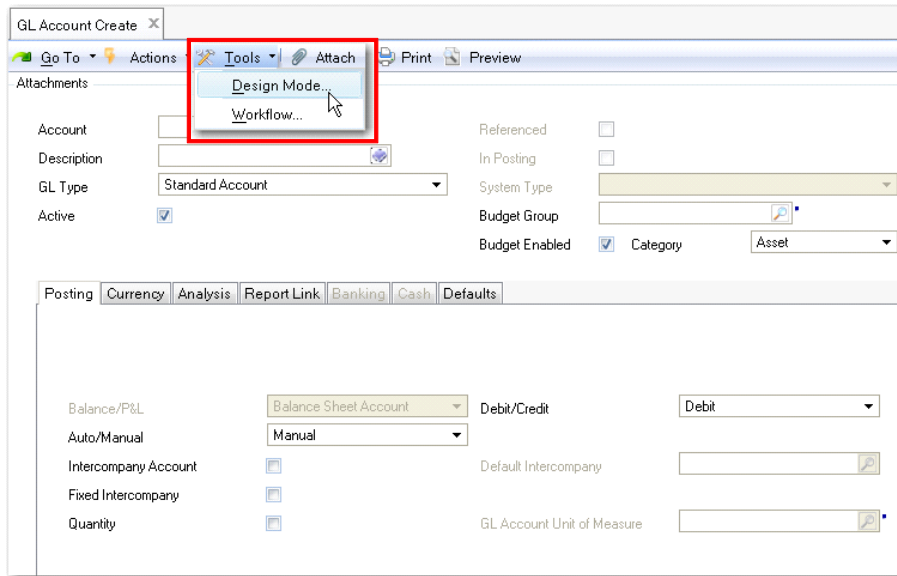 GL Account Create
Go To Actions Tools Attach Print Preview
Attachments
Design Mode...
Workflow...
Account
Referenced
Description
In Posting
GL Type Standard Account
System Type
Active
Budget Group
Budget Enabled Category Asset
Posting Currency Analysis Report Link Banking Cash Defaults
Balance/P&L Balance Sheet Account Debit/Credit Debit
Auto/Manual Manual
Intercompany Account Default Intercompany
Fixed Intercompany
Quantity GL Account Unit of Measure